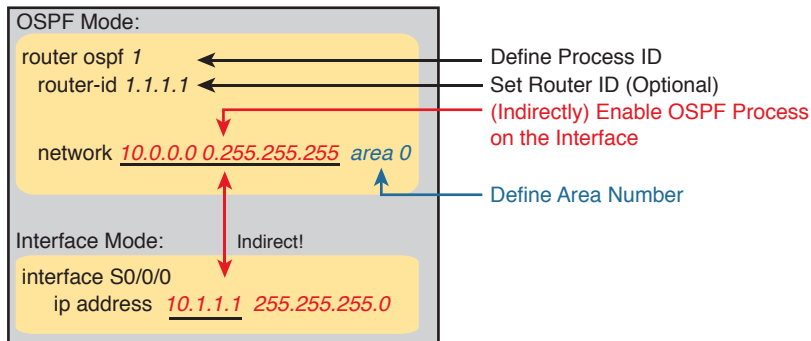 OSPF Mode:
router ospf 1
router-id 1.1.1.1
network 10.0.0.0 0.255.255.255 area 0
Define Process ID
Set Router ID (Optional)
(Indirectly) Enable OSPF Process
on the Interface
Define Area Number
Interface Mode:
Indirect!
interface S0/0/0
ip address 10.1.1.1 255.255.255.0